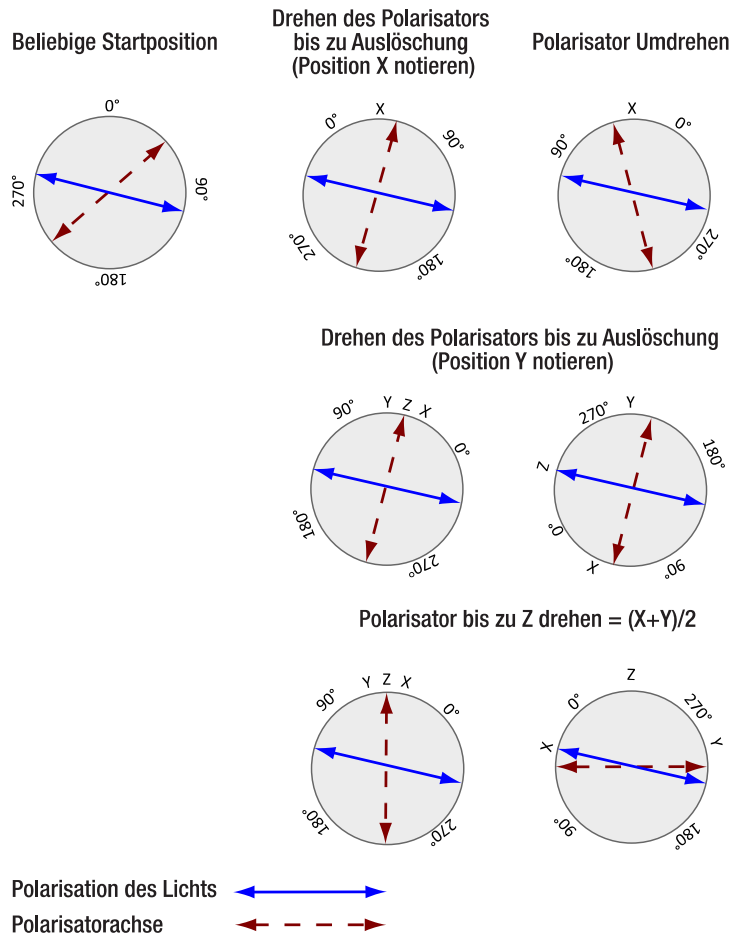 Beliebige Startposition
Drehen des Polarisators
bis zu Auslöschung
(Position X notieren)
Polarisator Umdrehen
0°
90°
180°
270°
X
0°
90°
180°
270°
X
0°
90°
180°
270°
Drehen des Polarisators bis zu Auslöschung
(Position Y notieren)
90°
Y Z X
0°
180°
270°
270°
Y
180°
Z
0°
X
90°
Polarisator bis zu Z drehen = (X+Y)/2
90°
Y Z X
0°
180°
270°
Z
0°
270°
X
Y
90°
180°
Polarisation des Lichts
Polarisatorachse